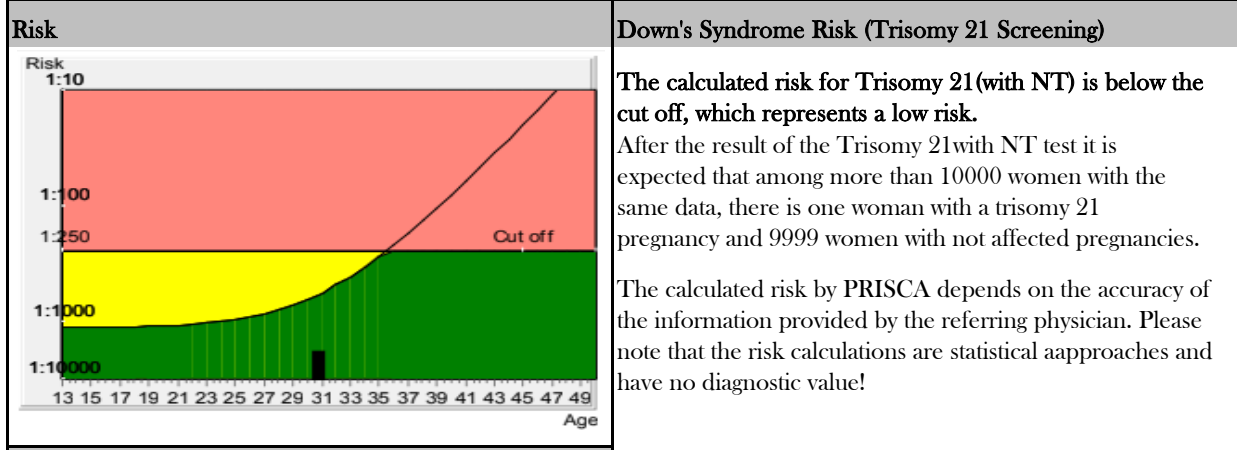 Risk
Down's Syndrome Risk (Trisomy 21 Screening)
Risk
1:10
1:100
1:250
Cut off
1:1000
1:10000
13 15 17 19 21 23 25 27 29 31 33 35 37 39 41 43 45 47 49
Age
The calculated risk for Trisomy 21(with NT) is below the
cut off, which represents a low risk.
After the result of the Trisomy 21with NT test it is
expected that among more than 10000 women with the
same data, there is one woman with a trisomy 21
pregnancy and 9999 women with not affected pregnancies.
The calculated risk by PRISCA depends on the accuracy of
the information provided by the referring physician. Please
note that the risk calculations are statistical aapproaches and
have no diagnostic value!